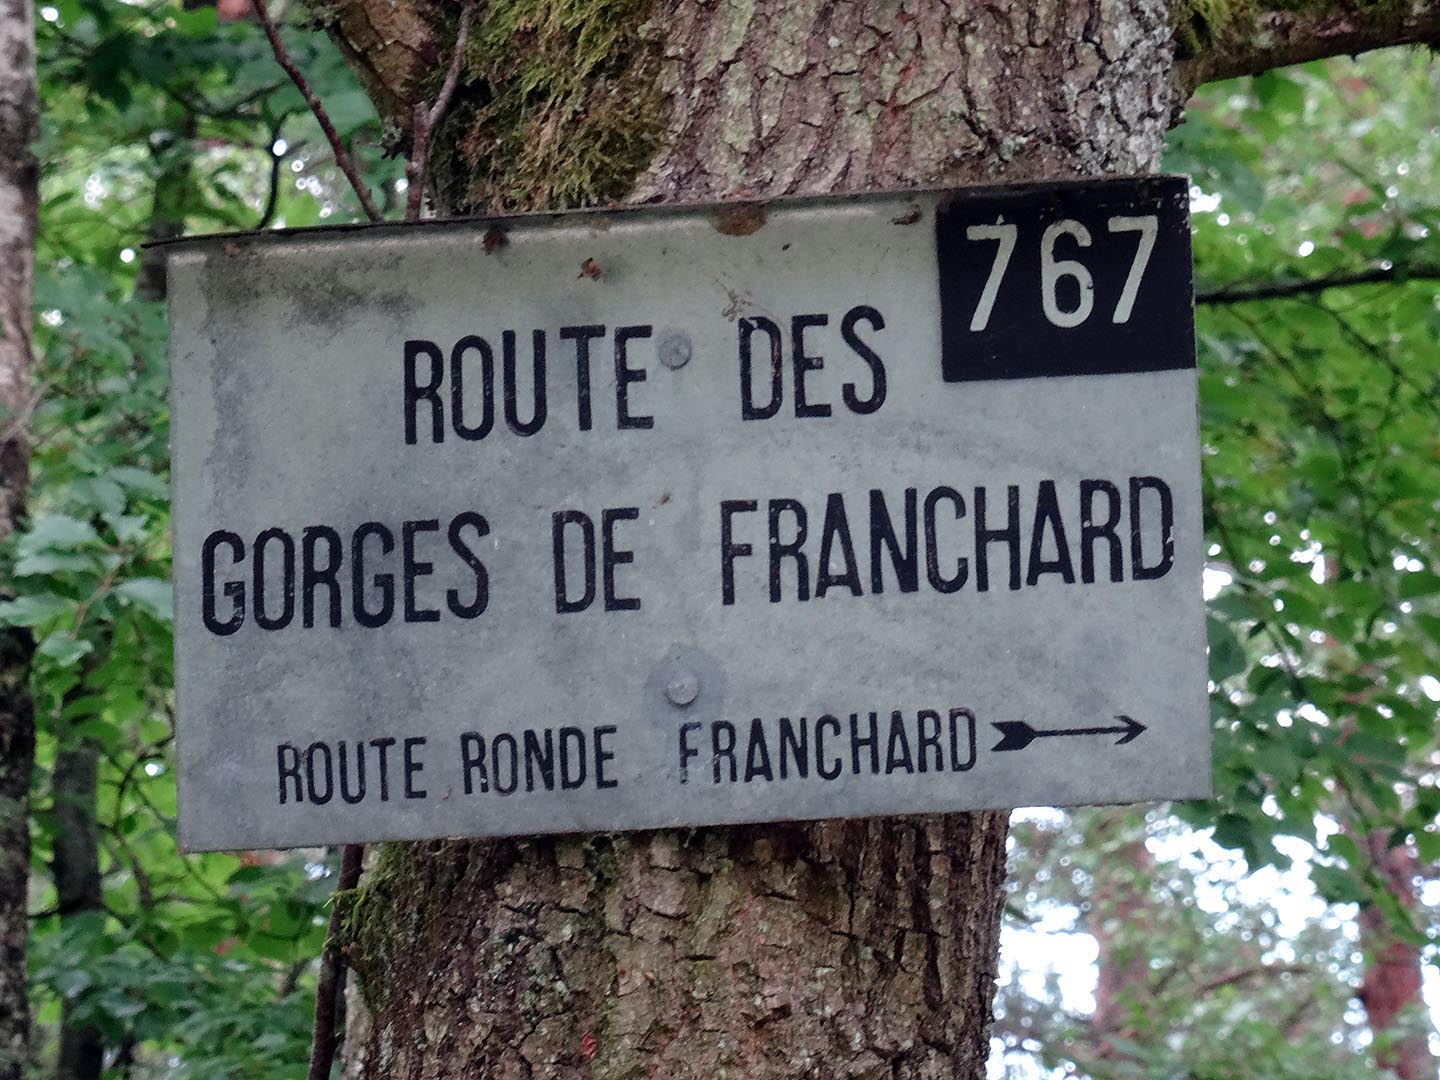 767
ROUTE DES
GORGES DE FRANCHARD
ROUTE RONDE FRANCHARD